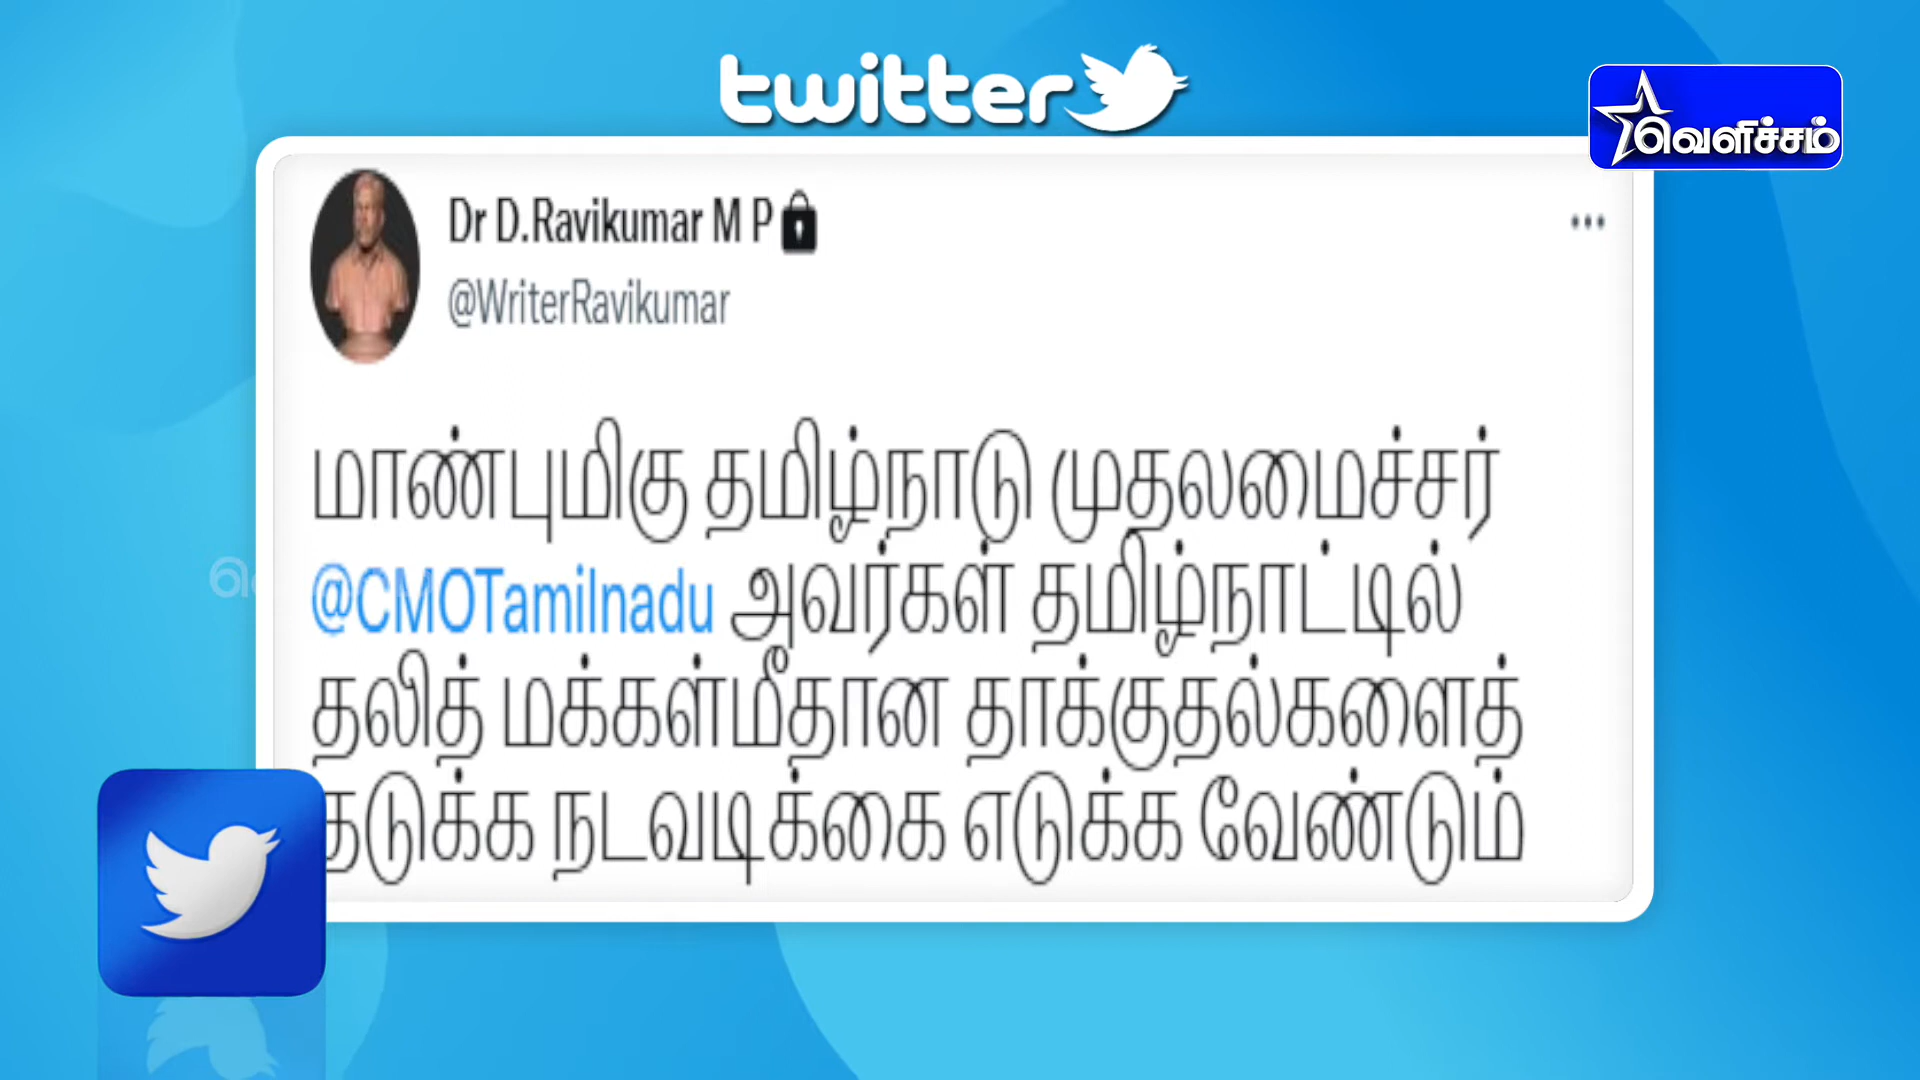 twitter
வெளிச்சம்
Dr D.Ravikumar M P
@WriterRavikumar
மாண்புமிகு தமிழ்நாடு முதலமைச்சர்
@CMOTamilnadu அவர்கள் தமிழ்நாட்டில்
தலித் மக்கள்மீதான தாக்குதல்களைத்
தடுக்க நடவடிக்கை எடுக்க வேண்டும்